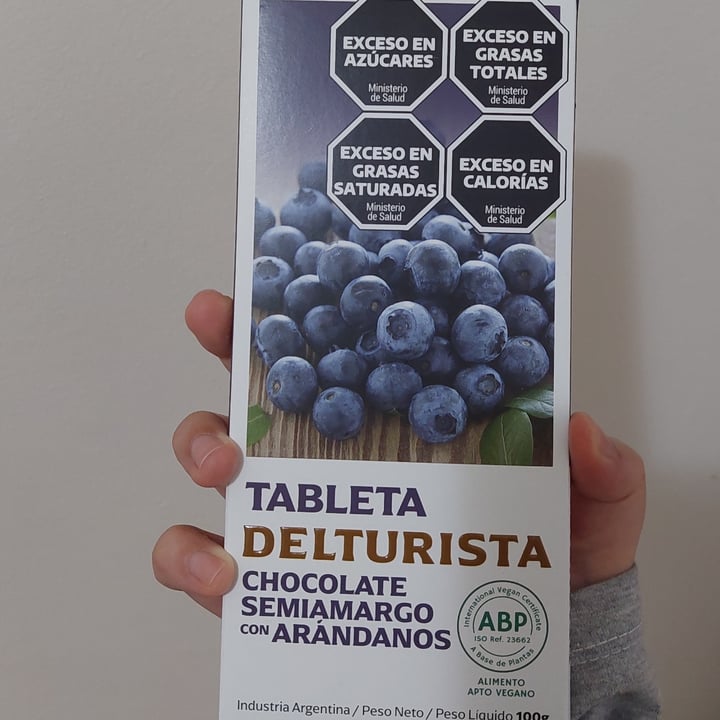 EXCESO EN
AZÚCARES
Ministerio
de Salud
EXCESO EN
GRASAS
TOTALES
Ministerio
de Salud
EXCESO EN
GRASAS
SATURADAS
Ministerio
de Salud
EXCESO EN
CALORÍAS
Ministerio
de Salud
TABLETA
DELTURISTA
CHOCOLATE
SEMIAMARGO
CON ARÁNDANOS
International Vegan Certificate
ABP
ISO Ref. 23662
A Base de Plantas
ALIMENTO
APTO VEGANO
Industria Argentina / Peso Neto / Peso Líquido 100g